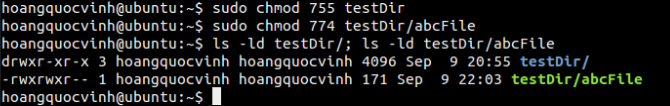 hoangquocvinh@ubuntu:~$ sudo chmod 755 testDir
hoangquocvinh@ubuntu:~$ sudo chmod 774 testDir/abcFile
hoangquocvinh@ubuntu:~$ ls -ld testDir/; ls -ld testDir/abcFile
drwxr-xr-x 3 hoangquocvinh hoangquocvinh 4096 Sep  9 20:55 testDir/
-rwxrwxr-- 1 hoangquocvinh hoangquocvinh 171 Sep  9 22:03 testDir/abcFile
hoangquocvinh@ubuntu:~$